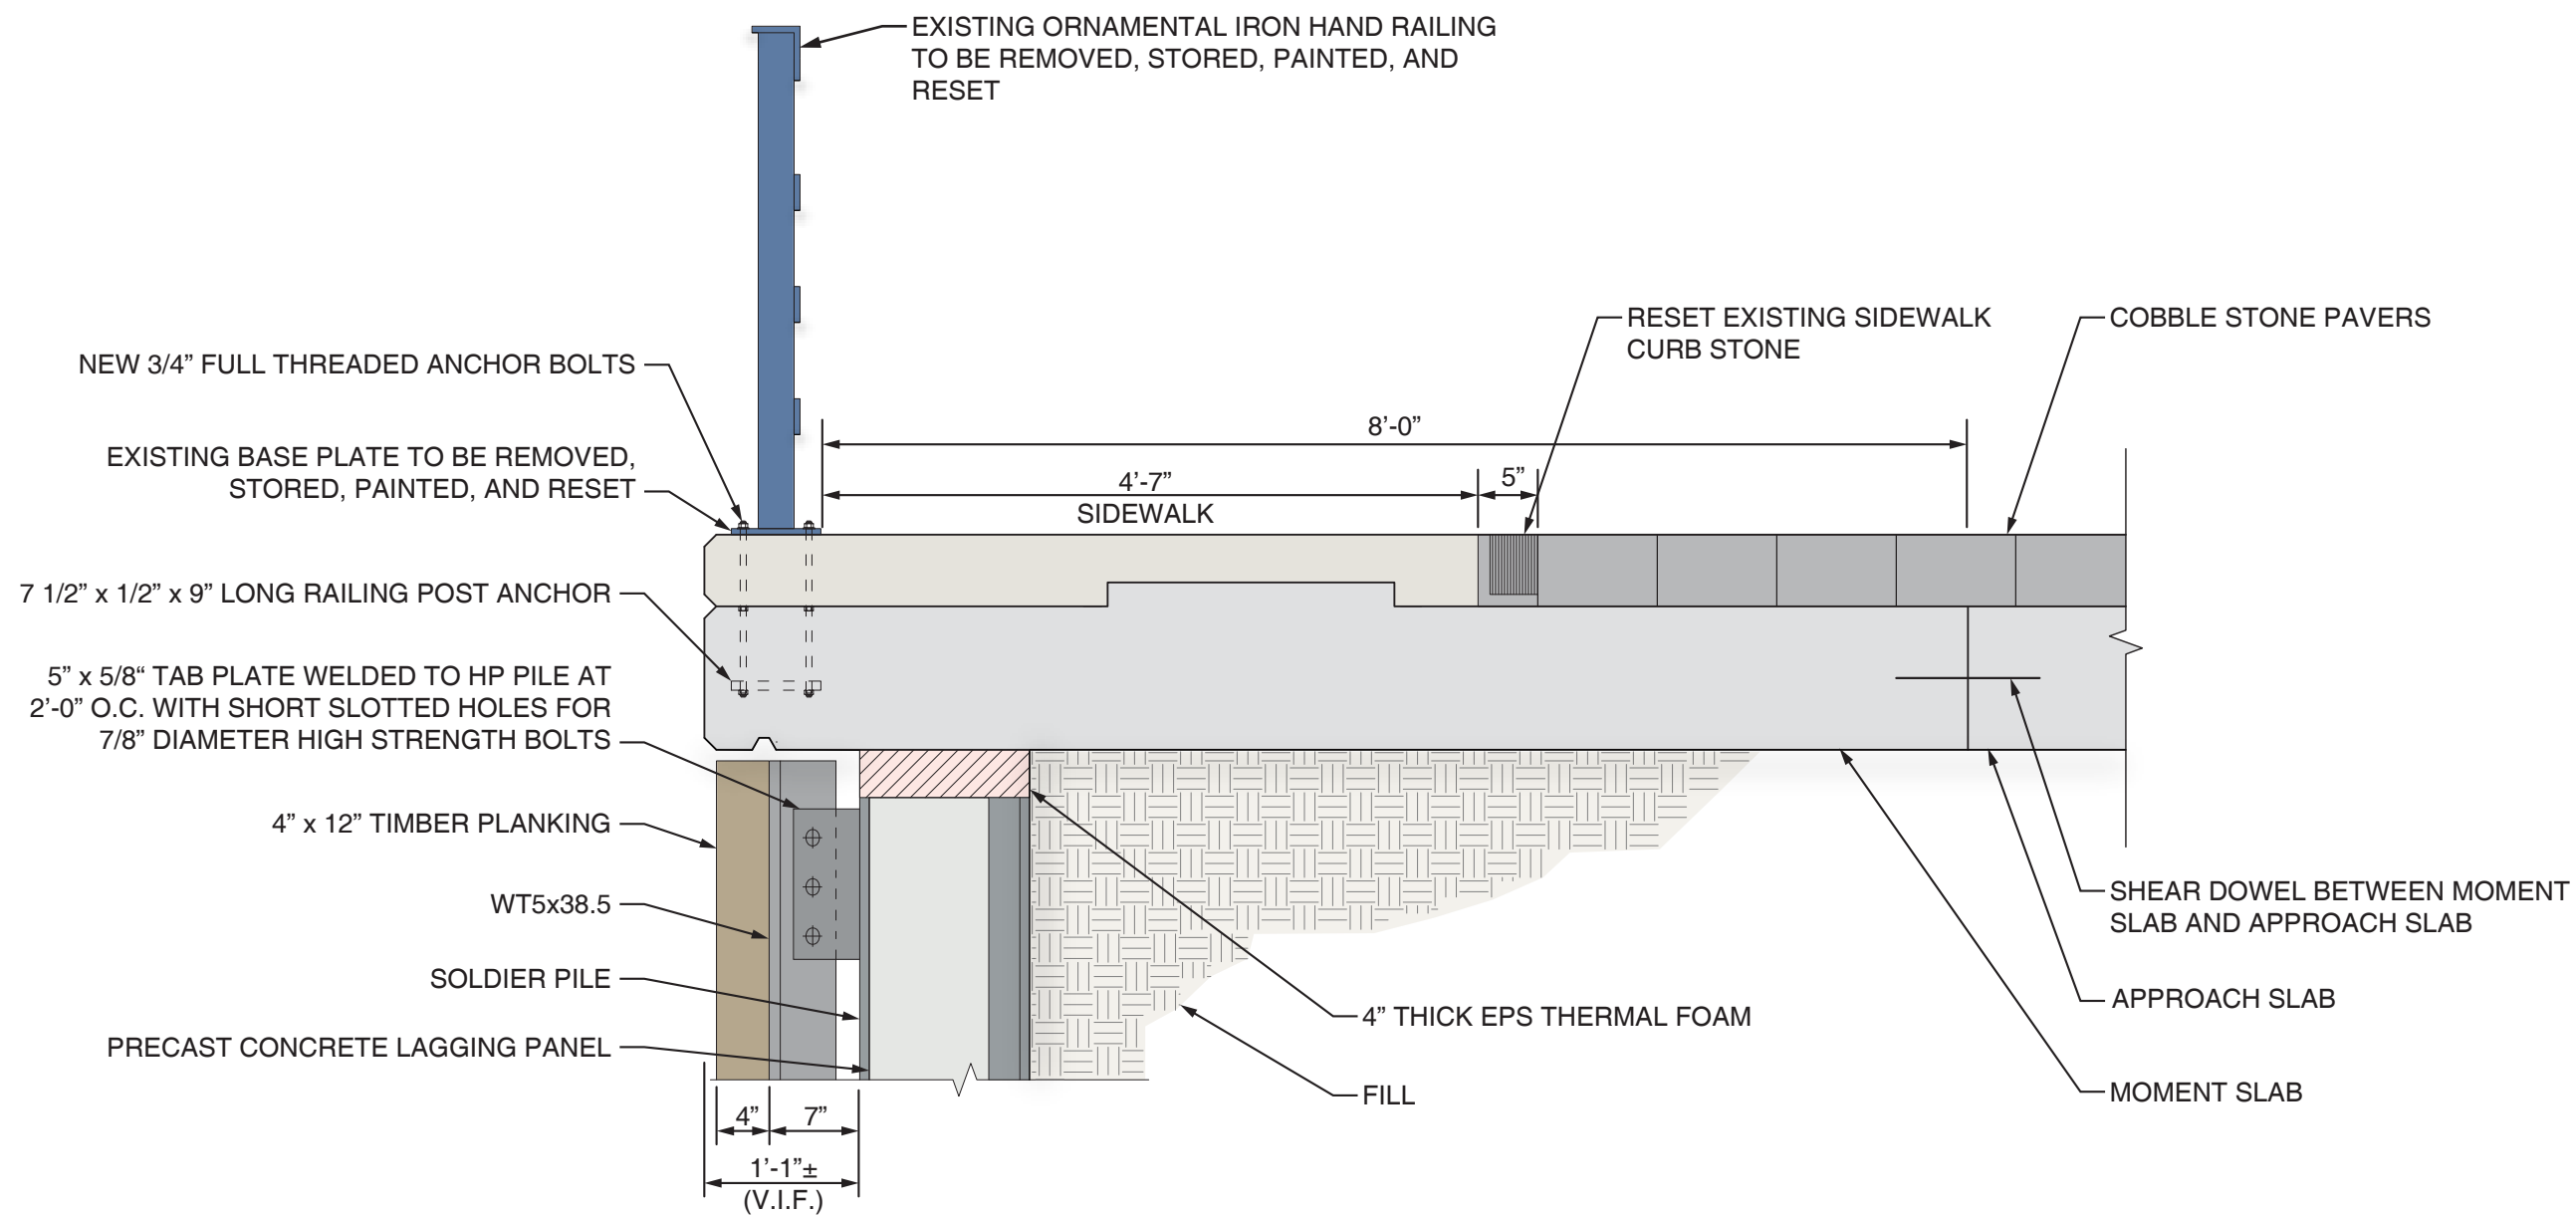 EXISTING ORNAMENTAL IRON HAND RAILING
TO BE REMOVED, STORED, PAINTED, AND
RESET
RESET EXISTING SIDEWALK
CURB STONE
COBBLE STONE PAVERS
NEW 3/4” FULL THREADED ANCHOR BOLTS
8’-0”
EXISTING BASE PLATE TO BE REMOVED,
STORED, PAINTED, AND RESET
4’-7”
SIDEWALK
5”
7 1/2” x 1/2” x 9” LONG RAILING POST ANCHOR
5” x 5/8“ TAB PLATE WELDED TO HP PILE AT
2’-0” O.C. WITH SHORT SLOTTED HOLES FOR
7/8” DIAMETER HIGH STRENGTH BOLTS
4” x 12” TIMBER PLANKING
WT5x38.5
SOLDIER PILE
PRECAST CONCRETE LAGGING PANEL
SHEAR DOWEL BETWEEN MOMENT
SLAB AND APPROACH SLAB
APPROACH SLAB
4” THICK EPS THERMAL FOAM
FILL
MOMENT SLAB
4”
7”
1’-1”±
(V.I.F.)